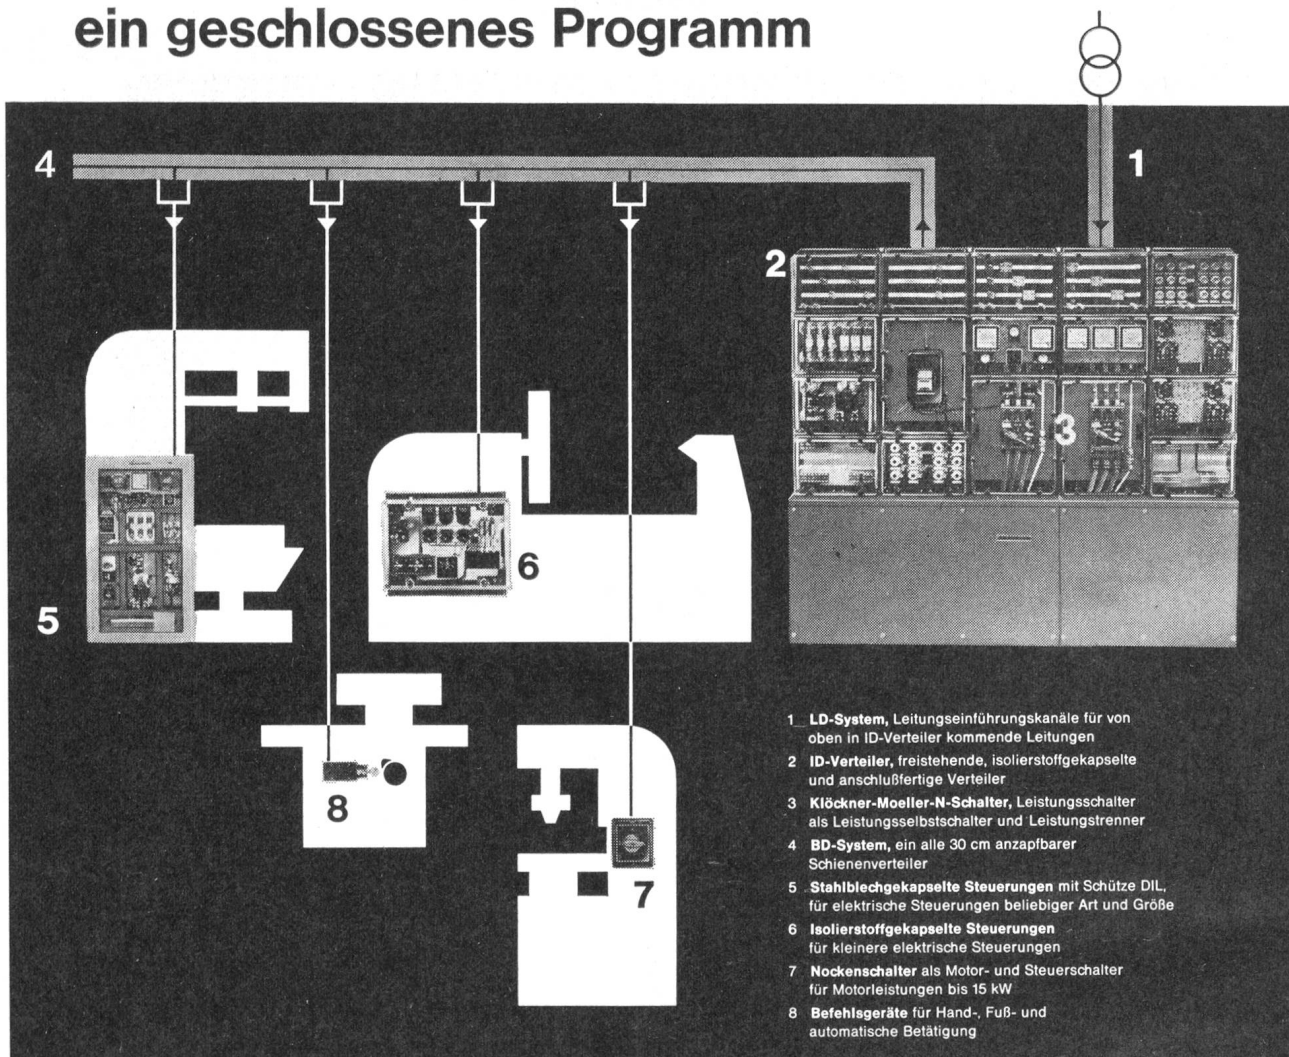 ein geschlossenes Programm
4
1
2
3
5
6
8
7
1 LD-System, Leitungseinführungskanäle für von
oben in ID-Verteiler kommende Leitungen
2 ID-Verteiler, freistehende, isolierstoffgekapselte
und anschlußfertige Verteiler
3 Klöckner-Moeller-N-Schalter, Leistungsschalter
als Leistungsselbstschalter und Leistungstrenner
4 BD-System, ein alle 30 cm anzapfbarer
Schienenverteiler
5 Stahlblechgekapselte Steuerungen mit Schütze DIL,
für elektrische Steuerungen beliebiger Art und Größe
6 Isolierstoffgekapselte Steuerungen
für kleinere elektrische Steuerungen
7 Nockenschalter als Motor- und Steuerschalter
für Motorleistungen bis 15 kW
8 Befehlsgeräte für Hand-, Fuß- und
automatische Betätigung